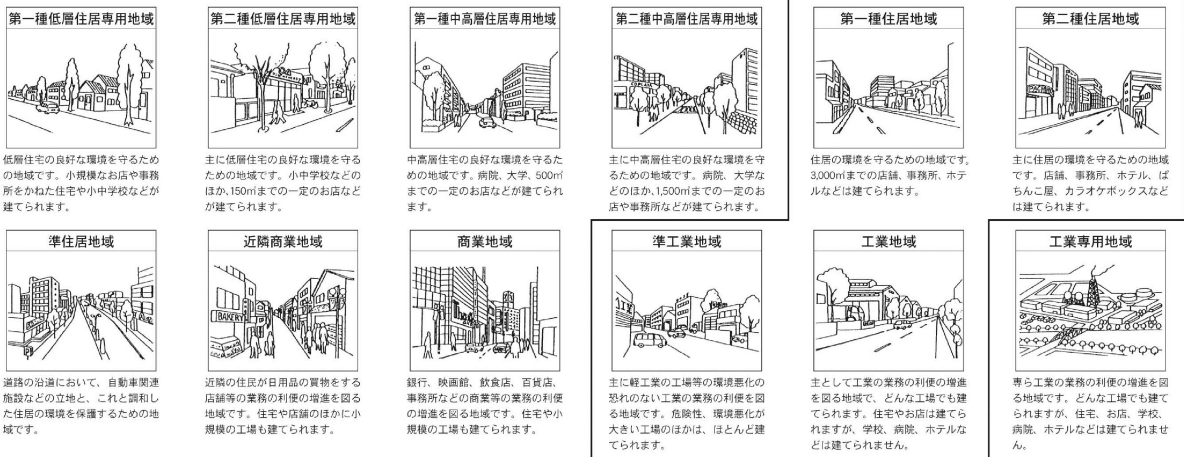 第一種低層住居専用地域
低層住宅の良好な環境を守るため
の地域です。小規模なお店や事務
所をかねた住宅や小中学校などが
建てられます。
第二種低層住居専用地域
主に低層住宅の良好な環境を守る
ための地域です。小中学校などの
ほか、150㎡までの一定のお店など
が建てられます。
第一種中高層住居専用地域
中高層住宅の良好な環境を守るた
めの地域です。病院、大学、500㎡
までの一定のお店などが建てられ
ます。
第二種中高層住居専用地域
主に中高層住宅の良好な環境を守
るための地域です。病院、大学な
どのほか、1,500㎡までの一定のお
店や事務所などが建てられます。
第一種住居地域
住居の環境を守るための地域です。
3,000㎡までの店舗、事務所、ホテ
ルなどは建てられます。
第二種住居地域
主に住居の環境を守るための地域
です。店舗、事務所、ホテル、ぱ
ちんこ屋、カラオケボックスなど
は建てられます。
準住居地域
道路の沿道において、自動車関連
施設などの立地と、これと調和し
た住居の環境を保護するための地
域です。
近隣商業地域
BAKERY
近隣の住民が日用品の買物をする
店舗等の業務の利便の増進を図る
地域です。住宅や店舗のほかに小
規模の工場も建てられます。
商業地域
銀行、映画館、飲食店、百貨店、
事務所などの商業等の業務の利便
の増進を図る地域です。住宅や小
規模の工場も建てられます。
準工業地域
主に軽工業の工場等の環境悪化の
恐れのない工業の業務の利便を図
る地域です。危険性、環境悪化が
大きい工場のほかは、ほとんど建
てられます。
工業地域
主として工業の業務の利便の増進
を図る地域で、どんな工場でも建
てられます。住宅やお店は建てら
れますが、学校、病院、ホテルな
どは建てられません。
工業専用地域
専ら工業の業務の利便の増進を図
る地域です。どんな工場でも建て
られますが、住宅、お店、学校、
病院、ホテルなどは建てられませ
ん。